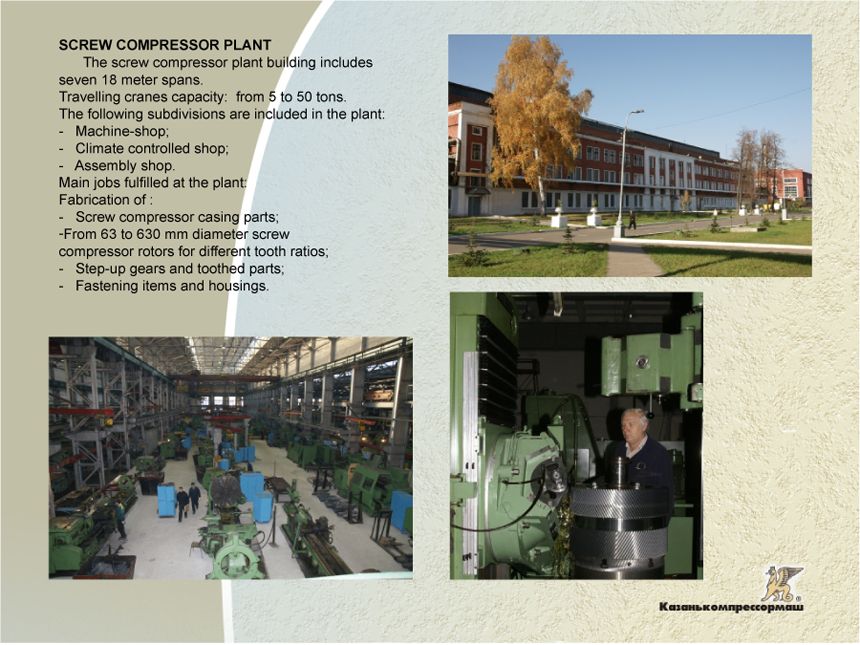 SCREW COMPRESSOR PLANT
The screw compressor plant building includes
seven 18 meter spans.
Travelling cranes capacity:  from 5 to 50 tons.
The following subdivisions are included in the plant:
-   Machine-shop;
-   Climate controlled shop;
-   Assembly shop.
Main jobs fulfilled at the plant:
Fabrication of :
-   Screw compressor casing parts;
-From 63 to 630 mm diameter screw
compressor rotors for different tooth ratios;
-   Step-up gears and toothed parts;
-   Fastening items and housings.
®
Казанькомпрессормаш